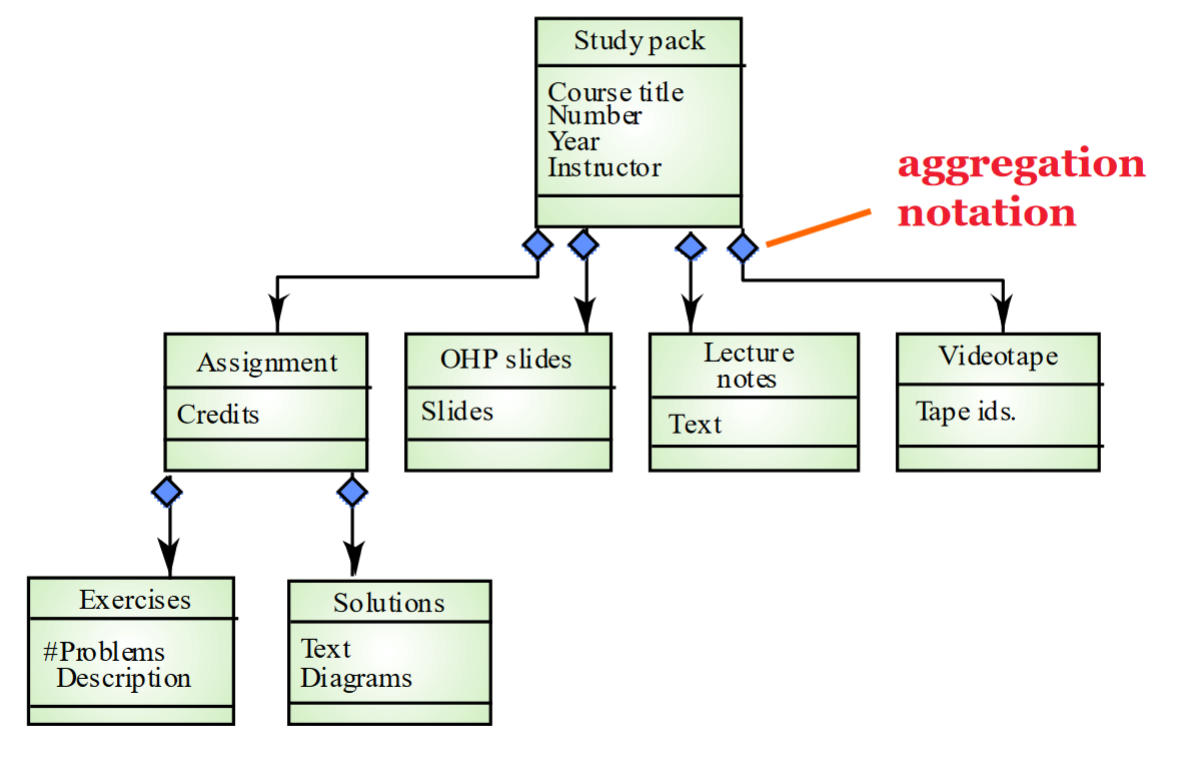 Study pack
Course title
Number
Year
Instructor
aggregation
notation
Assignment
Credits
OHP slides
Slides
Lecture
notes
Text
Videotape
Tape ids.
Exercises
#Problems
Description
Solutions
Text
Diagrams